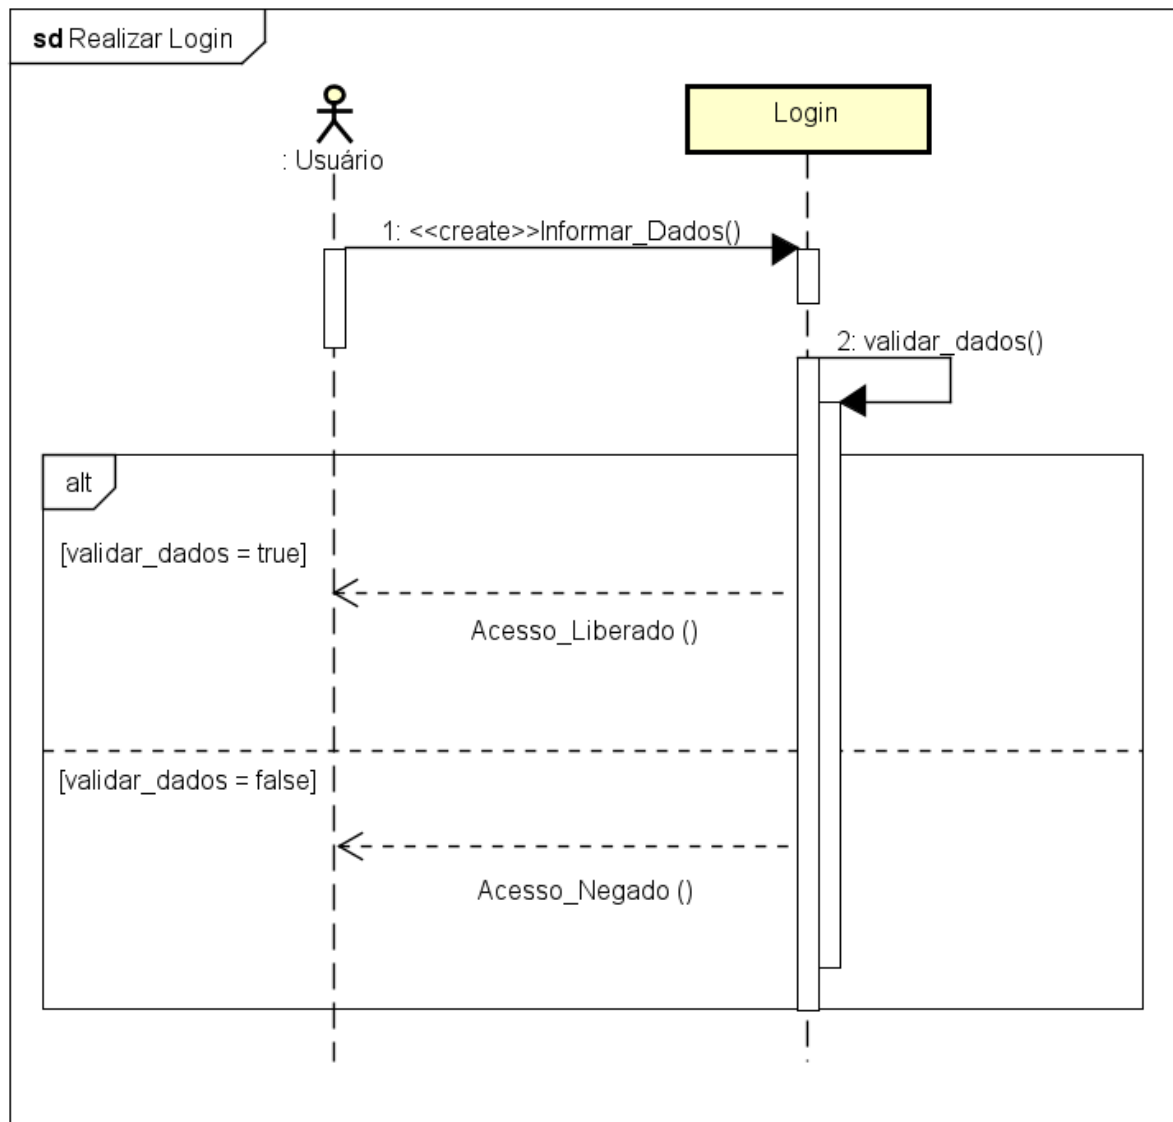 sd Realizar Login
Login
: Usuário
1: <<create>>Informar_Dados()
2: validar_dados()
alt
[validar_dados = true]
Acesso_Liberado ()
[validar_dados = false]
Acesso_Negado ()